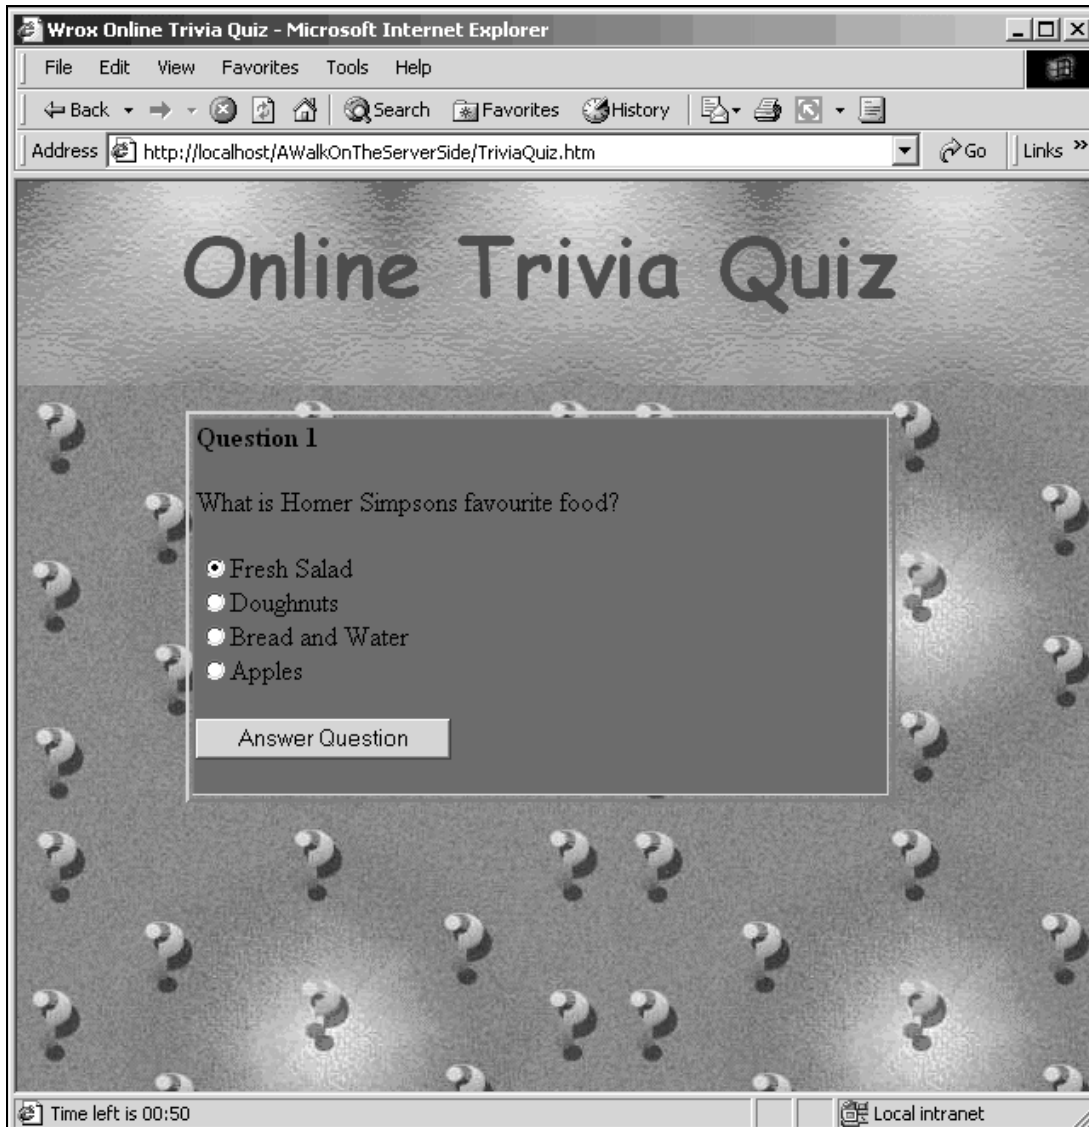 Wrox Online Trivia Quiz - Microsoft Internet Explorer
File Edit View Favorites Tools Help
Back Search Favorites History
Address http://localhost/AWalkOnTheServerSide/TriviaQuiz.htm Go Links »
Online Trivia Quiz
Question 1
What is Homer Simpsons favourite food?
Fresh Salad
Doughnuts
Bread and Water
Apples
Answer Question
Time left is 00:50 Local intranet